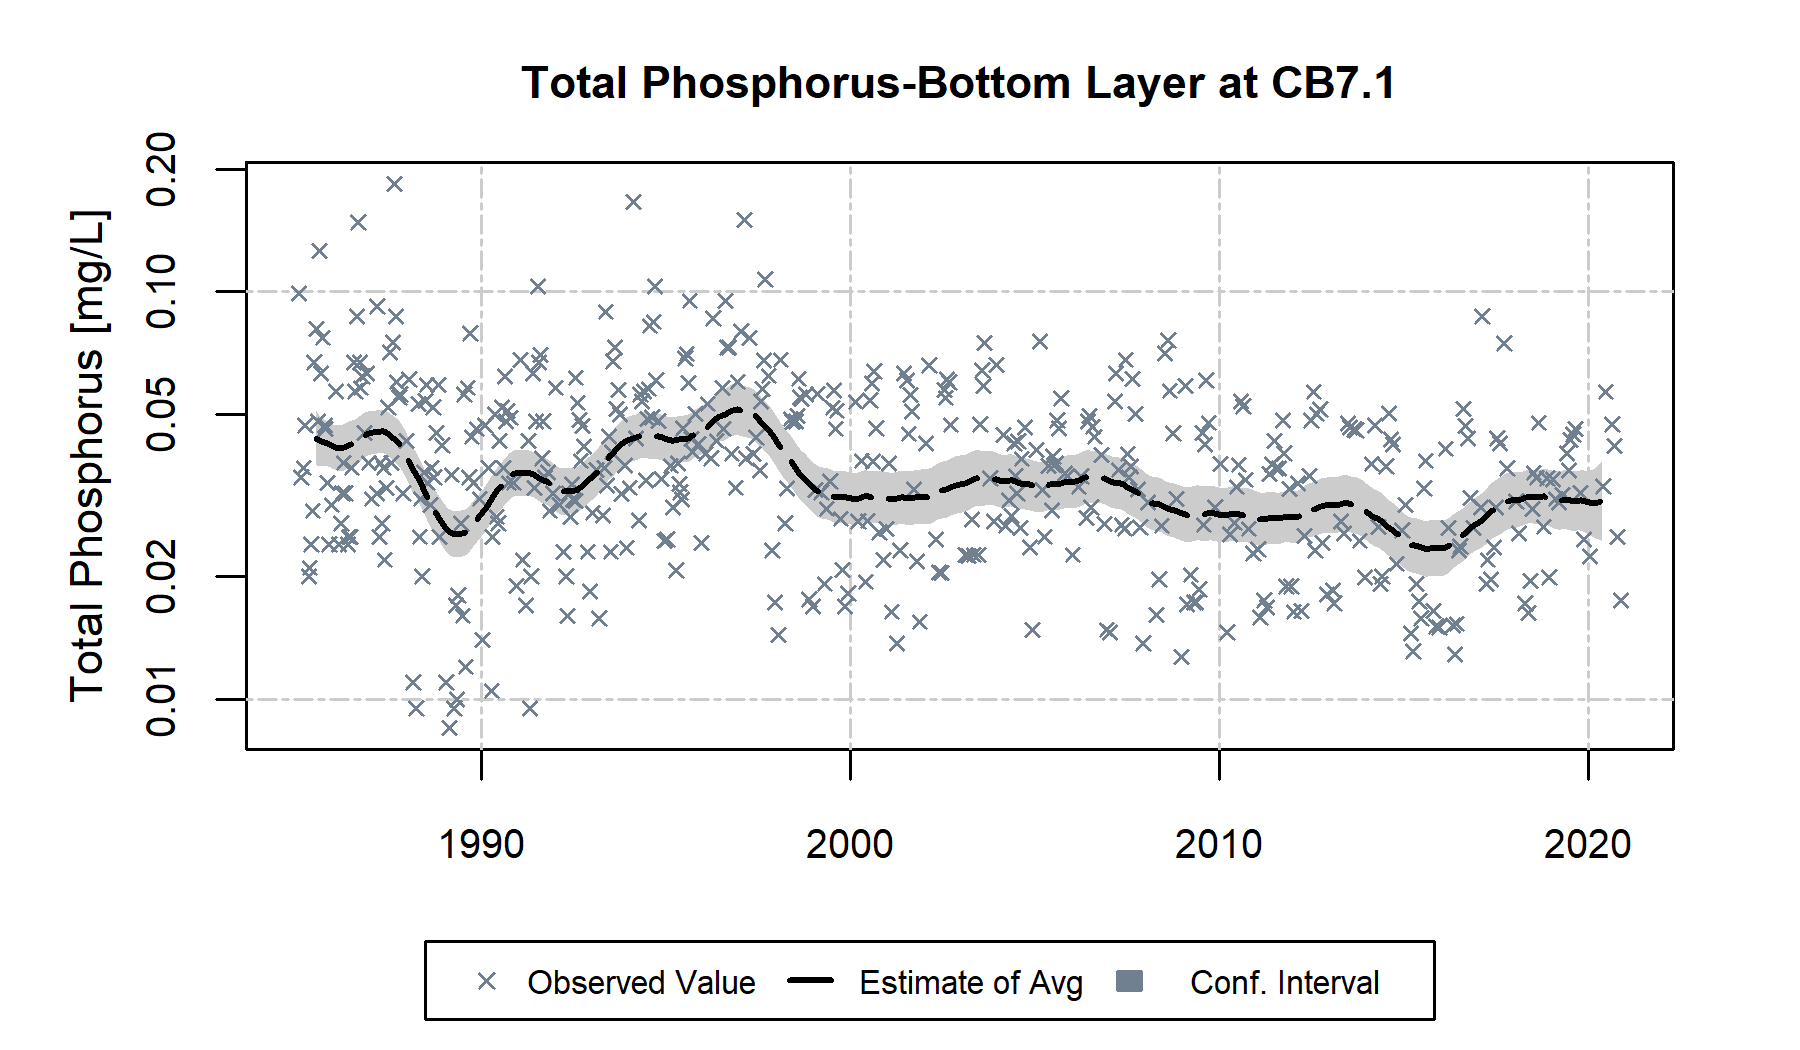 Total Phosphorus-Bottom Layer at CB7.1
Total Phosphorus [mg/L]
0.20
0.10
0.05
0.02
0.01
1990 2000 2010 2020
Observed Value Estimate of Avg Conf. Interval